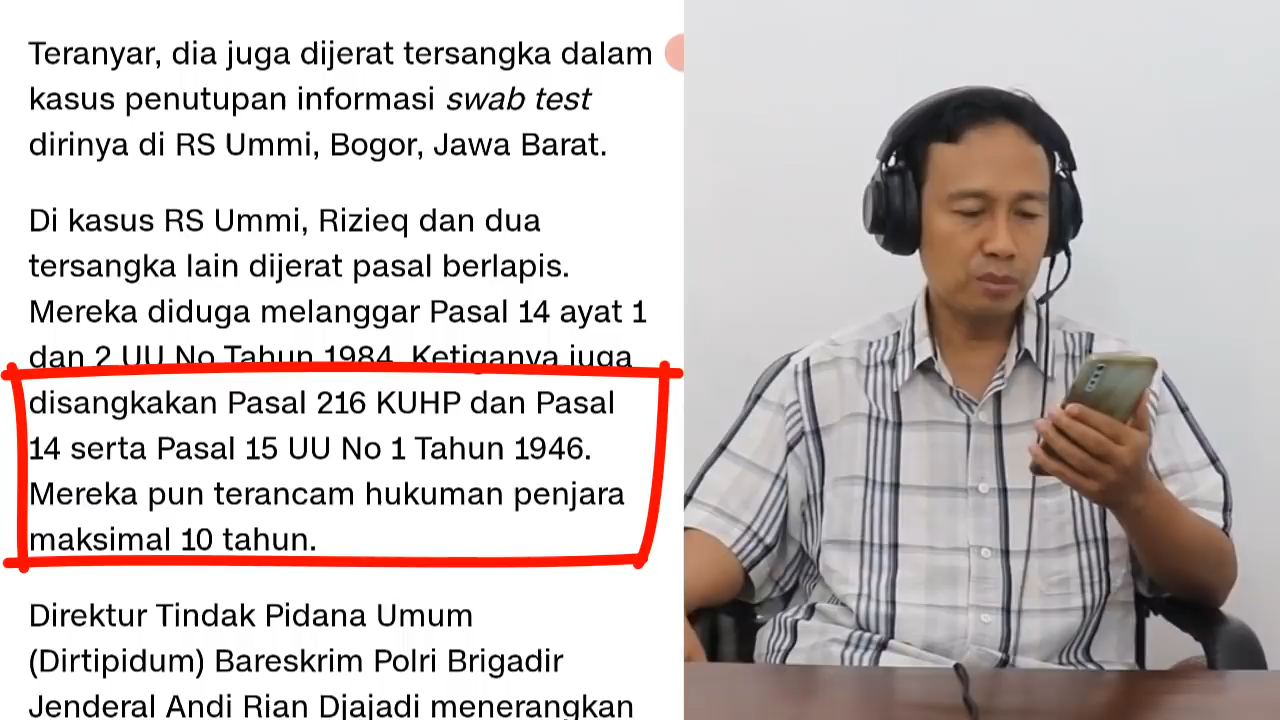 Teranyar, dia juga dijerat tersangka dalam
kasus penutupan informasi swab test
dirinya di RS Ummi, Bogor, Jawa Barat.
Di kasus RS Ummi, Rizieq dan dua
tersangka lain dijerat pasal berlapis.
Mereka diduga melanggar Pasal 14 ayat 1
dan 2 UU No Tahun 1984. Ketiganya juga
disangkakan Pasal 216 KUHP dan Pasal
14 serta Pasal 15 UU No 1 Tahun 1946.
Mereka pun terancam hukuman penjara
maksimal 10 tahun.
Direktur Tindak Pidana Umum
(Dirtipidum) Bareskrim Polri Brigadir
Jenderal Andi Rian Djajadi menerangkan